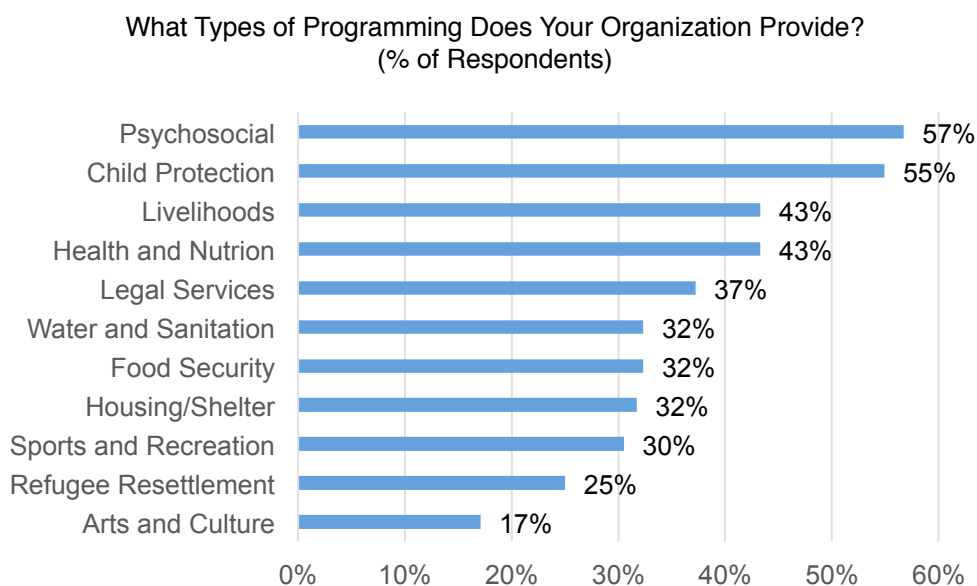 What Types of Programming Does Your Organization Provide?
(% of Respondents)
Psychosocial 57%
Child Protection 55%
Livelihoods 43%
Health and Nutrion 43%
Legal Services 37%
Water and Sanitation 32%
Food Security 32%
Housing/Shelter 32%
Sports and Recreation 30%
Refugee Resettlement 25%
Arts and Culture 17%
0% 10% 20% 30% 40% 50% 60%